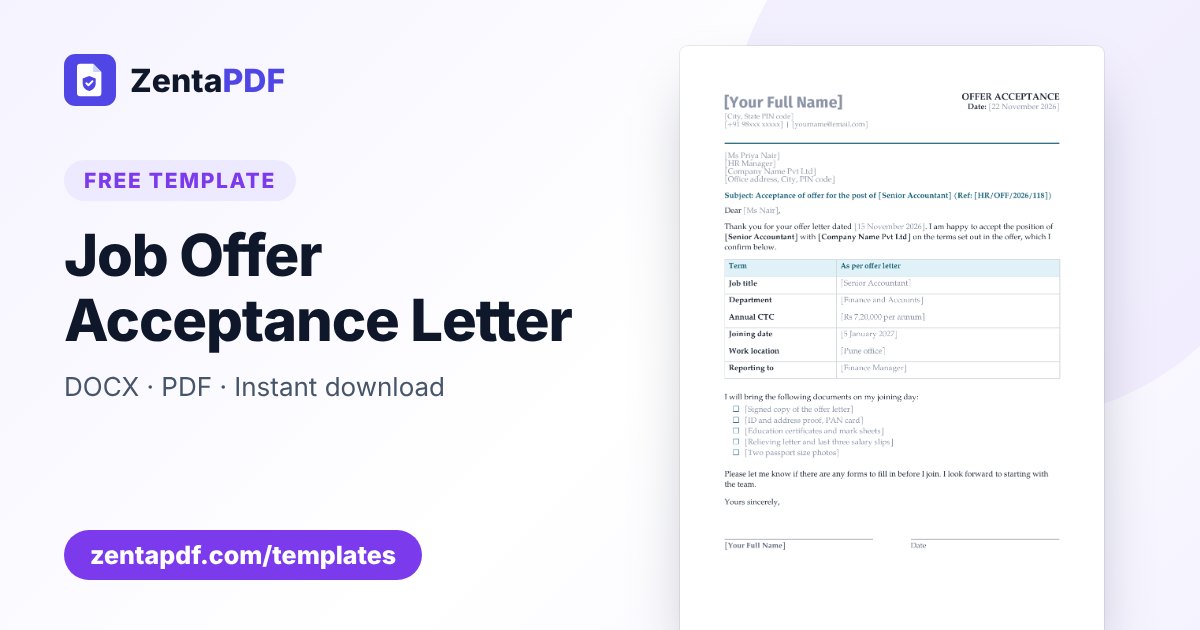 ZentaPDF
FREE TEMPLATE
Job Offer
Acceptance Letter
DOCX · PDF · Instant download
zentapdf.com/templates
[Your Full Name]
[City, State PIN code]
[+91 98xxx xxxxx] | [yourname@email.com]
OFFER ACCEPTANCE
Date: [22 November 2026]
[Ms Priya Nair]
[HR Manager]
[Company Name Pvt Ltd]
[Office address, City, PIN code]
Subject: Acceptance of offer for the post of [Senior Accountant] (Ref: [HR/OFF/2026/118])
Dear [Ms Nair],
Thank you for your offer letter dated [15 November 2026]. I am happy to accept the position of
[Senior Accountant] with [Company Name Pvt Ltd] on the terms set out in the offer, which I
confirm below.
Term As per offer letter
Job title [Senior Accountant]
Department [Finance and Accounts]
Annual CTC [Rs 7,20,000 per annum]
Joining date [5 January 2027]
Work location [Pune office]
Reporting to [Finance Manager]
I will bring the following documents on my joining day:
☐ [Signed copy of the offer letter]
☐ [ID and address proof, PAN card]
☐ [Education certificates and mark sheets]
☐ [Relieving letter and last three salary slips]
☐ [Two passport size photos]
Please let me know if there are any forms to fill in before I join. I look forward to starting with
the team.
Yours sincerely,
[Your Full Name]
Date